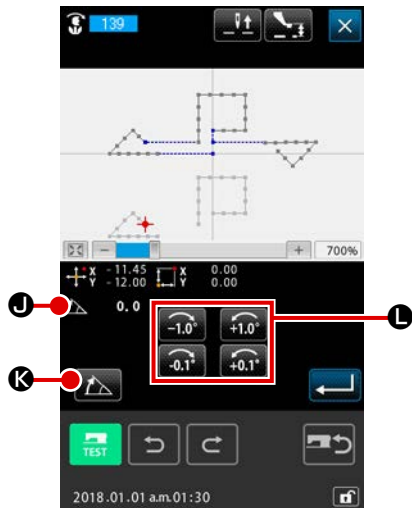 139
700%
X -11.45 X 0.00
Y -12.00 Y 0.00
J 0.0
-1.0° +1.0° L
K -0.1° +0.1°
TEST
2018.01.01 a.m.01:30